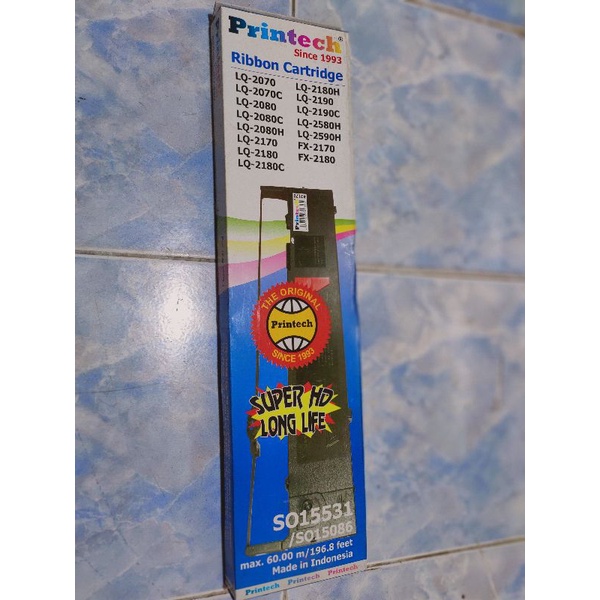 Printech®
Since 1993
Ribbon Cartridge
LQ-2070
LQ-2070C
LQ-2080
LQ-2080C
LQ-2080H
LQ-2170
LQ-2180
LQ-2180C
LQ-2180H
LQ-2190
LQ-2190C
LQ-2580H
LQ-2590H
FX-2170
FX-2180
Printech
THE ORIGINAL
Printech
SINCE 1993
SUPER HD
LONG LIFE
SO15531
/SO15086
max. 60.00 m/196.8 feet
Made in Indonesia
Printech Printech Printech